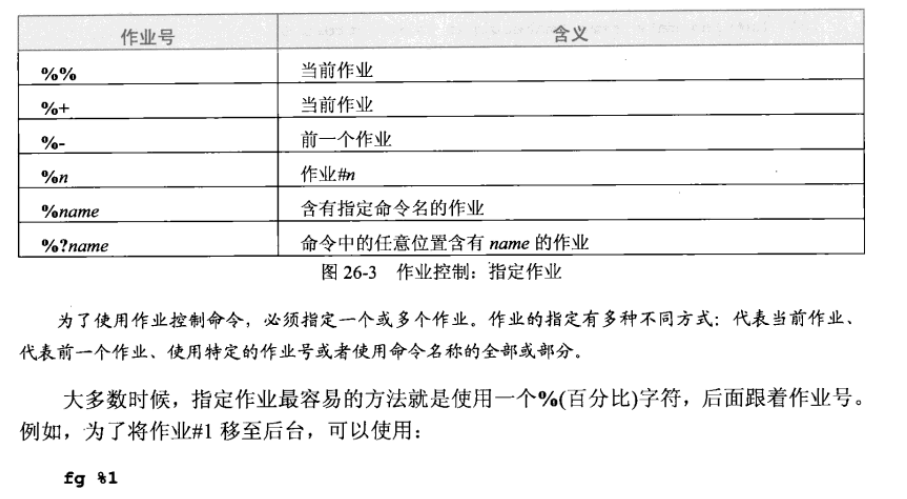 作业号 含义
%% 当前作业
%+ 当前作业
%- 前一个作业
%n 作业#n
%name 含有指定命令名的作业
%?name 命令中的任意位置含有 name 的作业
图 26-3 作业控制：指定作业
为了使用作业控制命令，必须指定一个或多个作业。作业的指定有多种不同方式：代表当前作业、
代表前一个作业、使用特定的作业号或者使用命令名称的全部或部分。
大多数时候，指定作业最容易的方法就是使用一个%(百分比)字符，后面跟着作业号。
例如，为了将作业#1 移至后台，可以使用：
fg %1